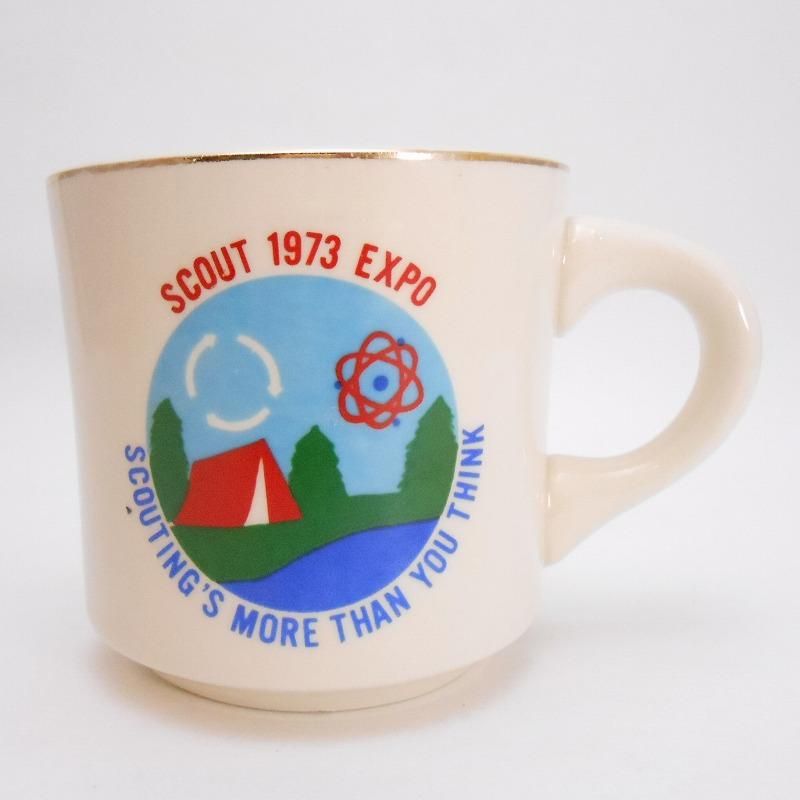 SCOUT 1973 EXPO
SCOUTING'S MORE THAN YOU THINK